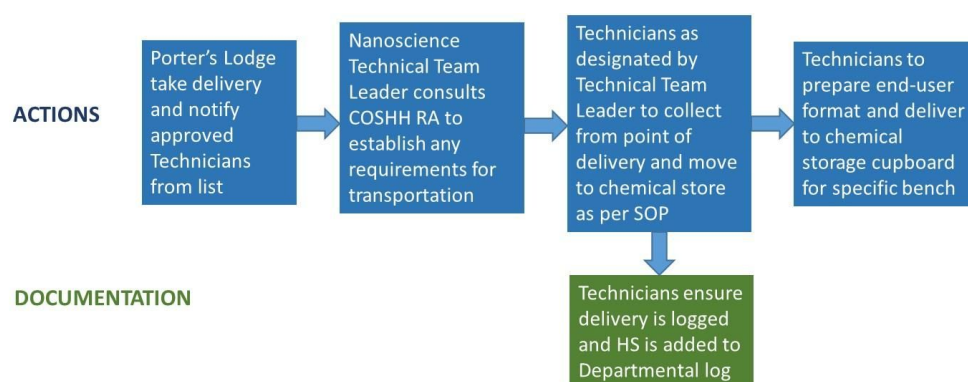 ACTIONS
Porter's Lodge
take delivery
and notify
approved
Technicians
from list
Nanoscience
Technical Team
Leader consults
COSHH RA to
establish any
requirements for
transportation
Technicians as
designated by
Technical Team
Leader to collect
from point of
delivery and move
to chemical store
as per SOP
Technicians to
prepare end-user
format and deliver
to chemical
storage cupboard
for specific bench
DOCUMENTATION
Technicians ensure
delivery is logged
and HS is added to
Departmental log